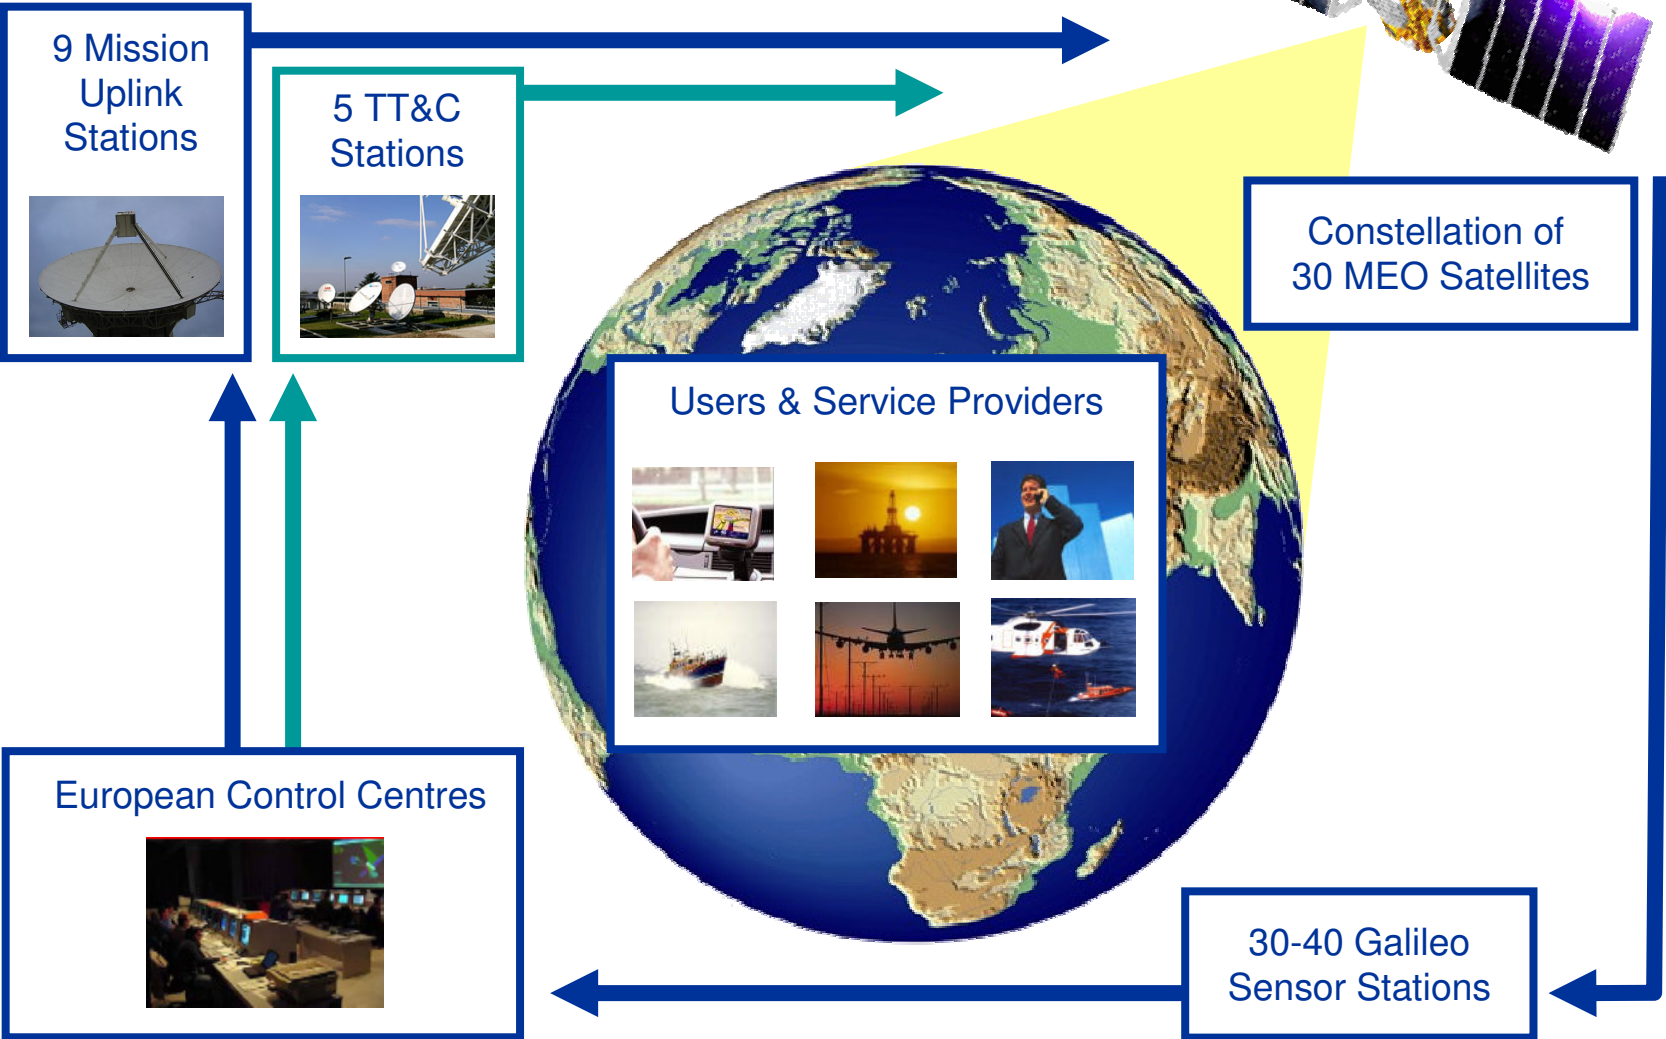 9 Mission
Uplink
Stations
5 TT&C
Stations
Constellation of
30 MEO Satellites
Users & Service Providers
European Control Centres
30-40 Galileo
Sensor Stations